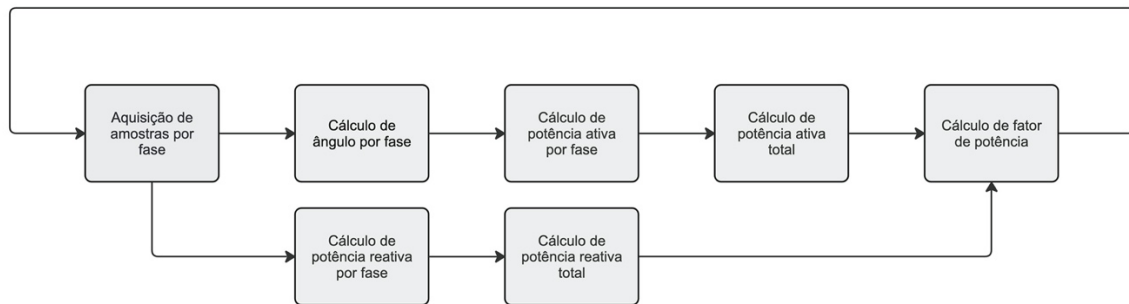 Aquisição de
amostras por
fase
Cálculo de
ângulo por fase
Cálculo de
potência ativa
por fase
Cálculo de
potência ativa
total
Cálculo de fator
de potência
Cálculo de
potência reativa
por fase
Cálculo de
potência reativa
total